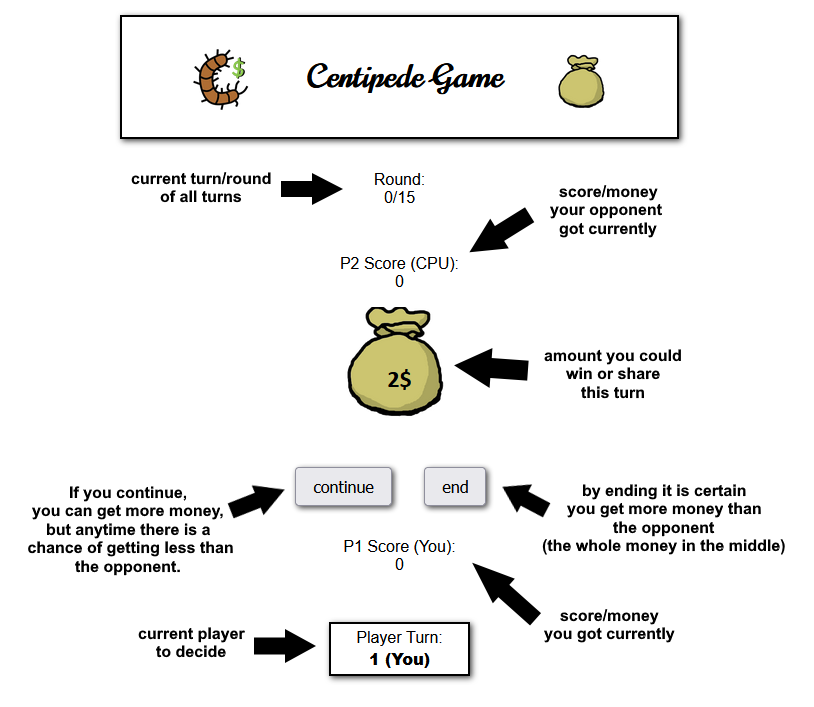 $
Centipede Game
current turn/round
of all turns
Round:
0/15
score/money
your opponent
got currently
P2 Score (CPU):
0
2$
amount you could
win or share
this turn
continue
end
If you continue,
you can get more money,
but anytime there is a
chance of getting less than
the opponent.
by ending it is certain
you get more money than
the opponent
(the whole money in the middle)
P1 Score (You):
0
score/money
you got currently
current player
to decide
Player Turn:
1 (You)